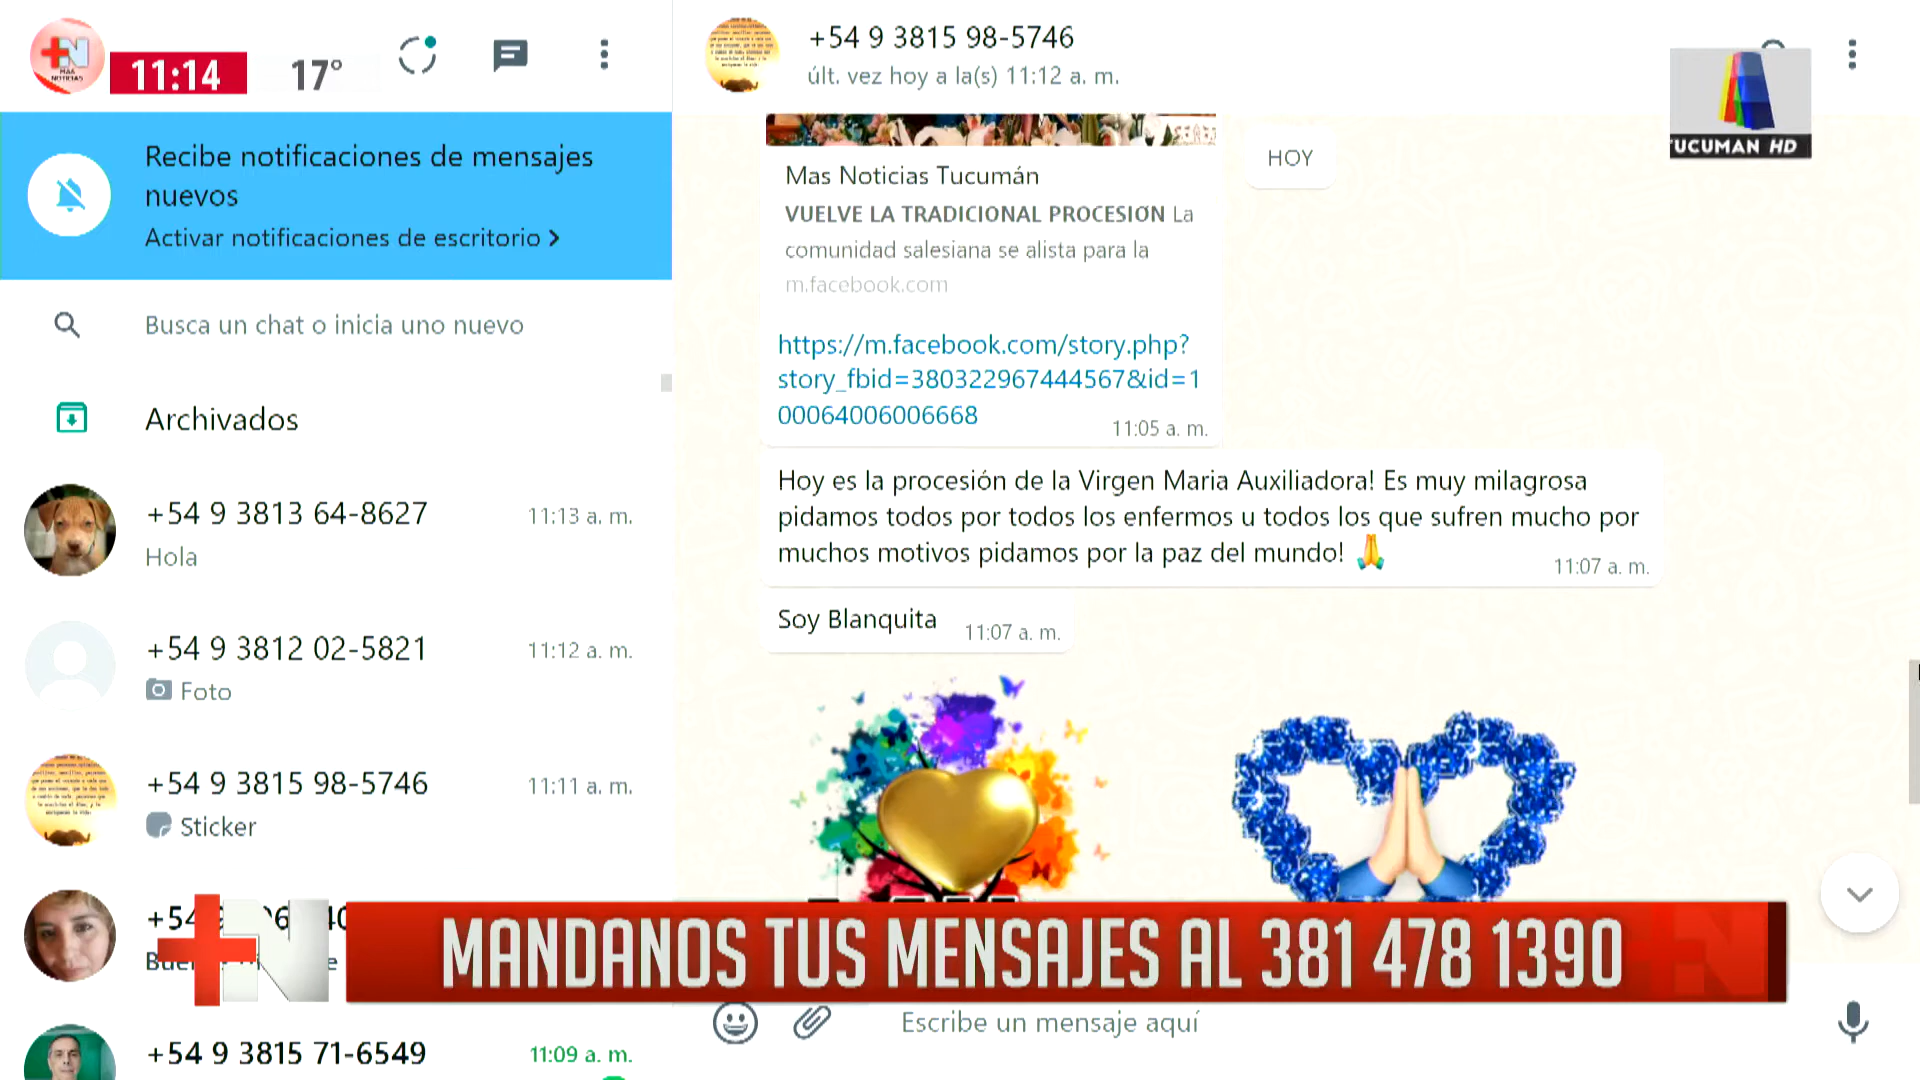 MAS
NOTICIAS
11:14
17°
Recibe notificaciones de mensajes
nuevos
Activar notificaciones de escritorio
Busca un chat o inicia uno nuevo
Archivados
+54 9 3813 64-8627
11:13 a. m.
Hola
+54 9 3812 02-5821
11:12 a. m.
Foto
+54 9 3815 98-5746
11:11 a. m.
Sticker
+54 9 3815 71-6549
11:09 a. m.
+54 9 3815 98-5746
últ. vez hoy a la(s) 11:12 a. m.
TUCUMAN HD
HOY
Mas Noticias Tucumán
VUELVE LA TRADICIONAL PROCESIÓN La
comunidad salesiana se alista para la
m.facebook.com
https://m.facebook.com/story.php?
story_fbid=380322967444567&id=1
00064006006668
11:05 a. m.
Hoy es la procesión de la Virgen Maria Auxiliadora! Es muy milagrosa
pidamos todos por todos los enfermos u todos los que sufren mucho por
muchos motivos pidamos por la paz del mundo! 🙏
11:07 a. m.
Soy Blanquita
11:07 a. m.
+N
MANDANOS TUS MENSAJES AL 381 478 1390
Escribe un mensaje aquí